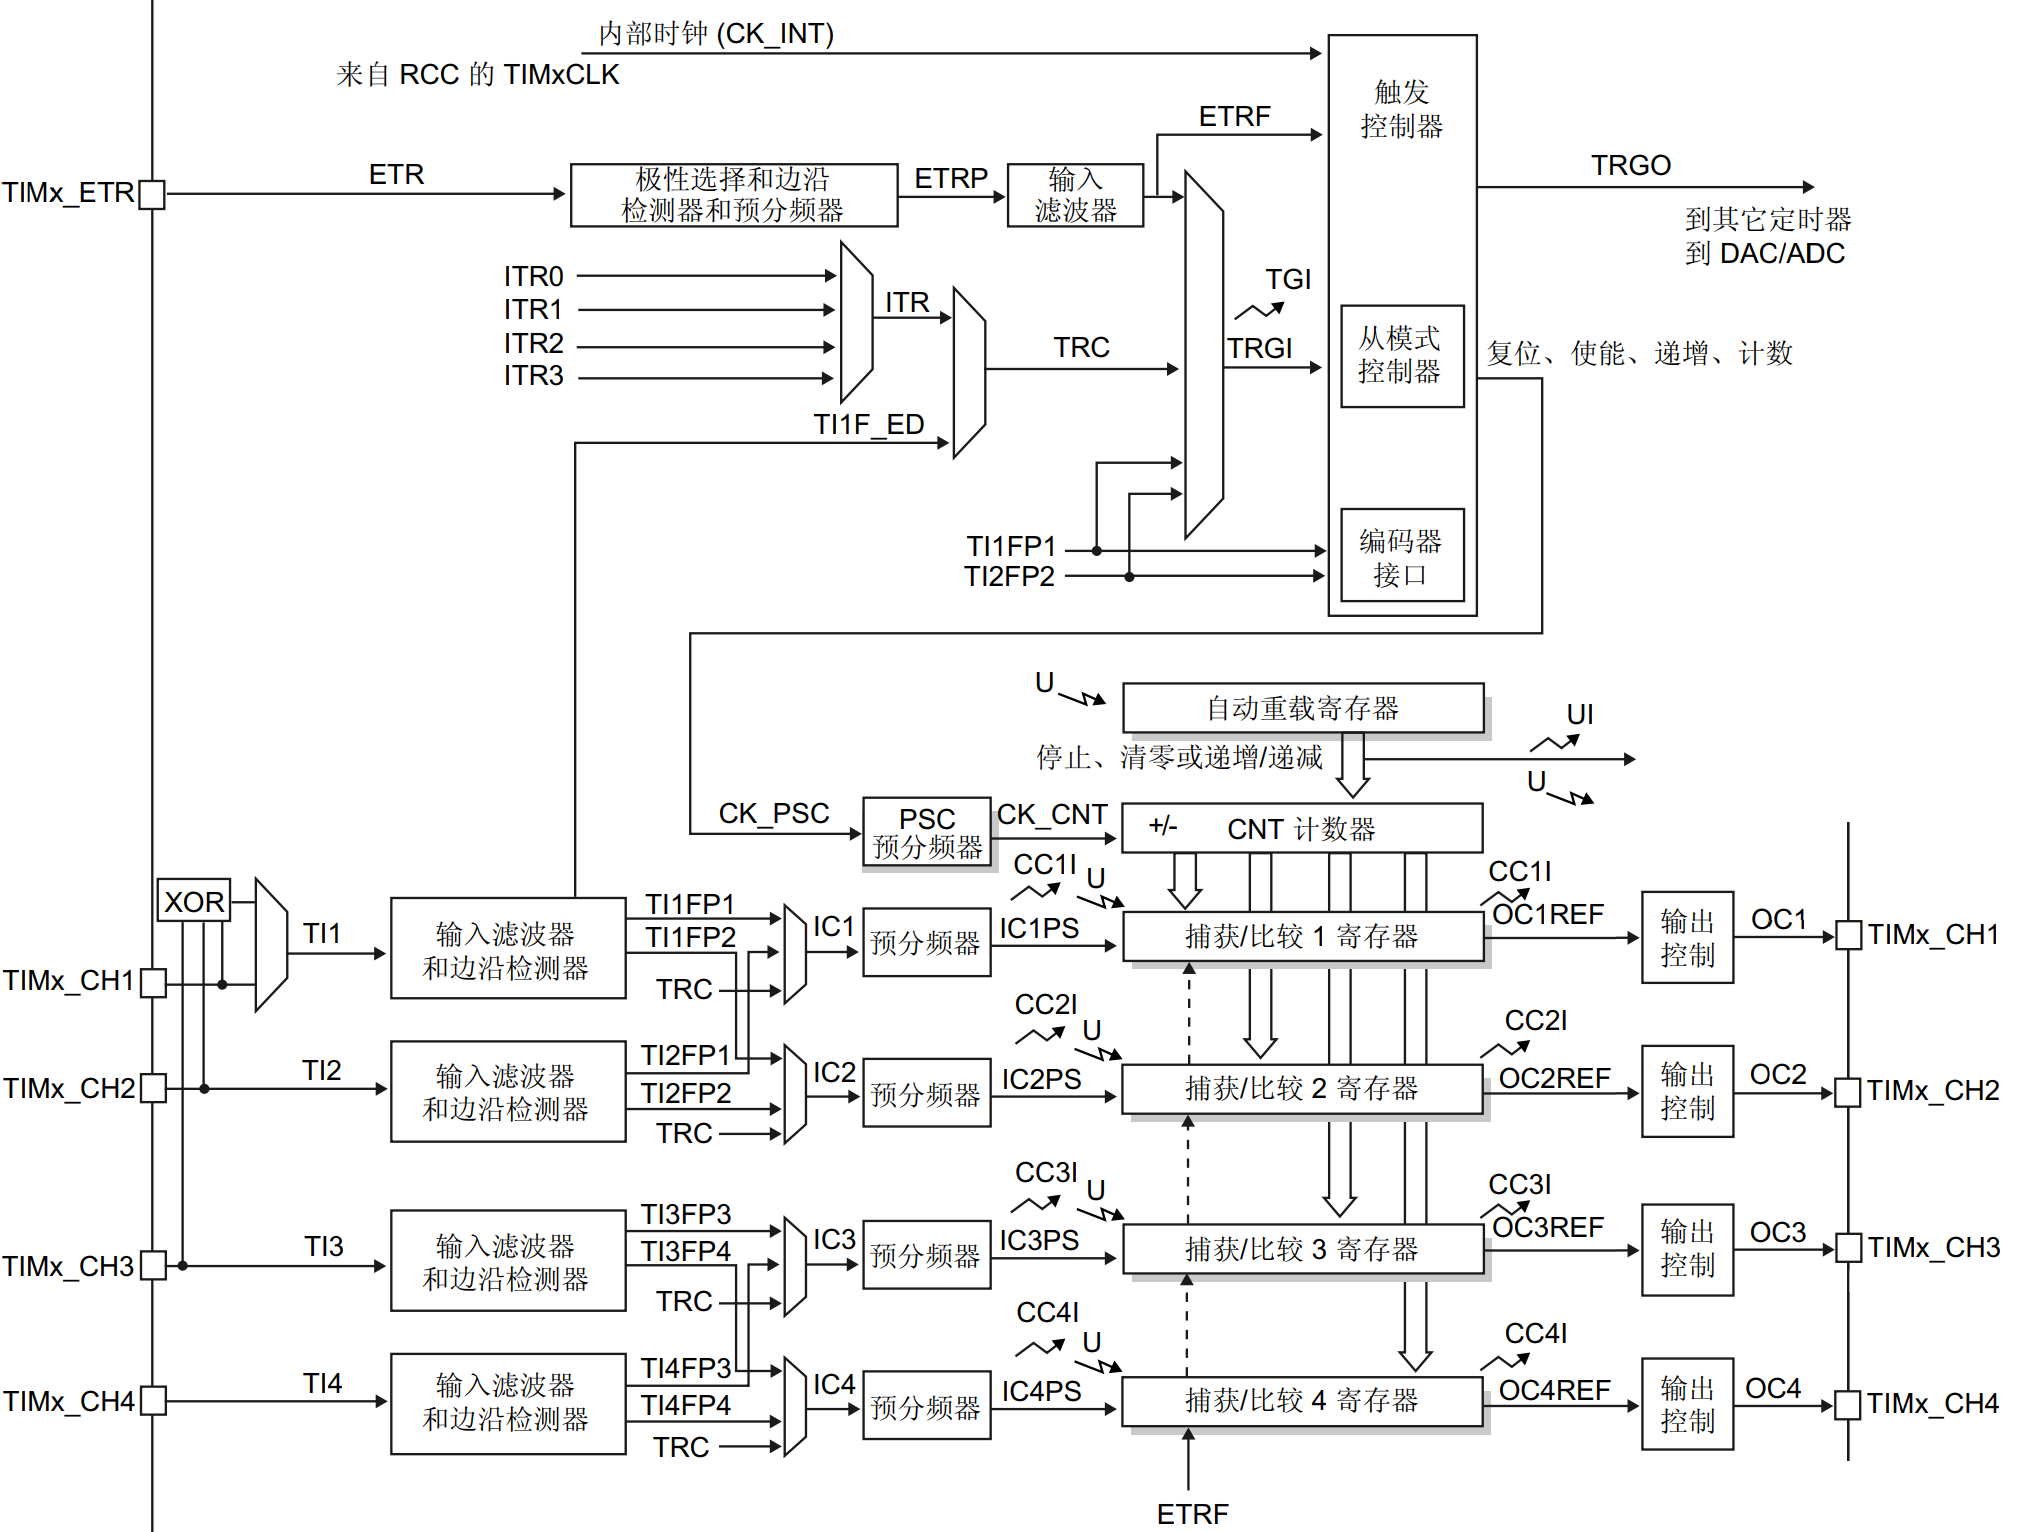 内部时钟 (CK_INT)
来自 RCC 的 TIMxCLK
触发
控制器
ETRF
TRGO
到其它定时器
到 DAC/ADC
TIMx_ETR
ETR
极性选择和边沿
检测器和预分频器
ETRP
输入
滤波器
ITR0
ITR1
ITR2
ITR3
ITR
TI1F_ED
TRC
TGI
TRGI
从模式
控制器
复位、使能、递增、计数
TI1FP1
TI2FP2
编码器
接口
U
自动重载寄存器
UI
停止、清零或递增/递减
U
CK_PSC
PSC
预分频器
CK_CNT
+/-
CNT 计数器
XOR
TI1
TIMx_CH1
输入滤波器
和边沿检测器
TI1FP1
TI1FP2
TRC
IC1
预分频器
CC1I
U
IC1PS
捕获/比较 1 寄存器
CC1I
OC1REF
输出
控制
OC1
TIMx_CH1
TIMx_CH2
TI2
输入滤波器
和边沿检测器
TI2FP1
TI2FP2
TRC
IC2
预分频器
CC2I
U
IC2PS
捕获/比较 2 寄存器
CC2I
OC2REF
输出
控制
OC2
TIMx_CH2
TIMx_CH3
TI3
输入滤波器
和边沿检测器
TI3FP3
TI3FP4
TRC
IC3
预分频器
CC3I
U
IC3PS
捕获/比较 3 寄存器
CC3I
OC3REF
输出
控制
OC3
TIMx_CH3
TIMx_CH4
TI4
输入滤波器
和边沿检测器
TI4FP3
TI4FP4
TRC
IC4
预分频器
CC4I
U
IC4PS
捕获/比较 4 寄存器
CC4I
OC4REF
输出
控制
OC4
TIMx_CH4
ETRF